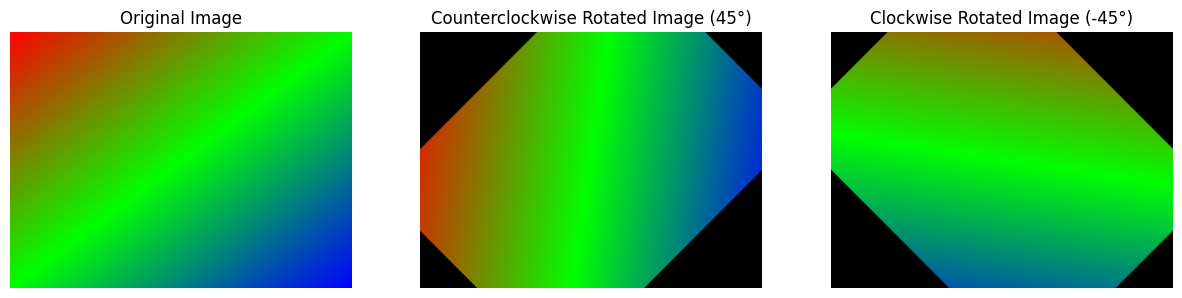 Original Image
Counterclockwise Rotated Image (45°)
Clockwise Rotated Image (-45°)